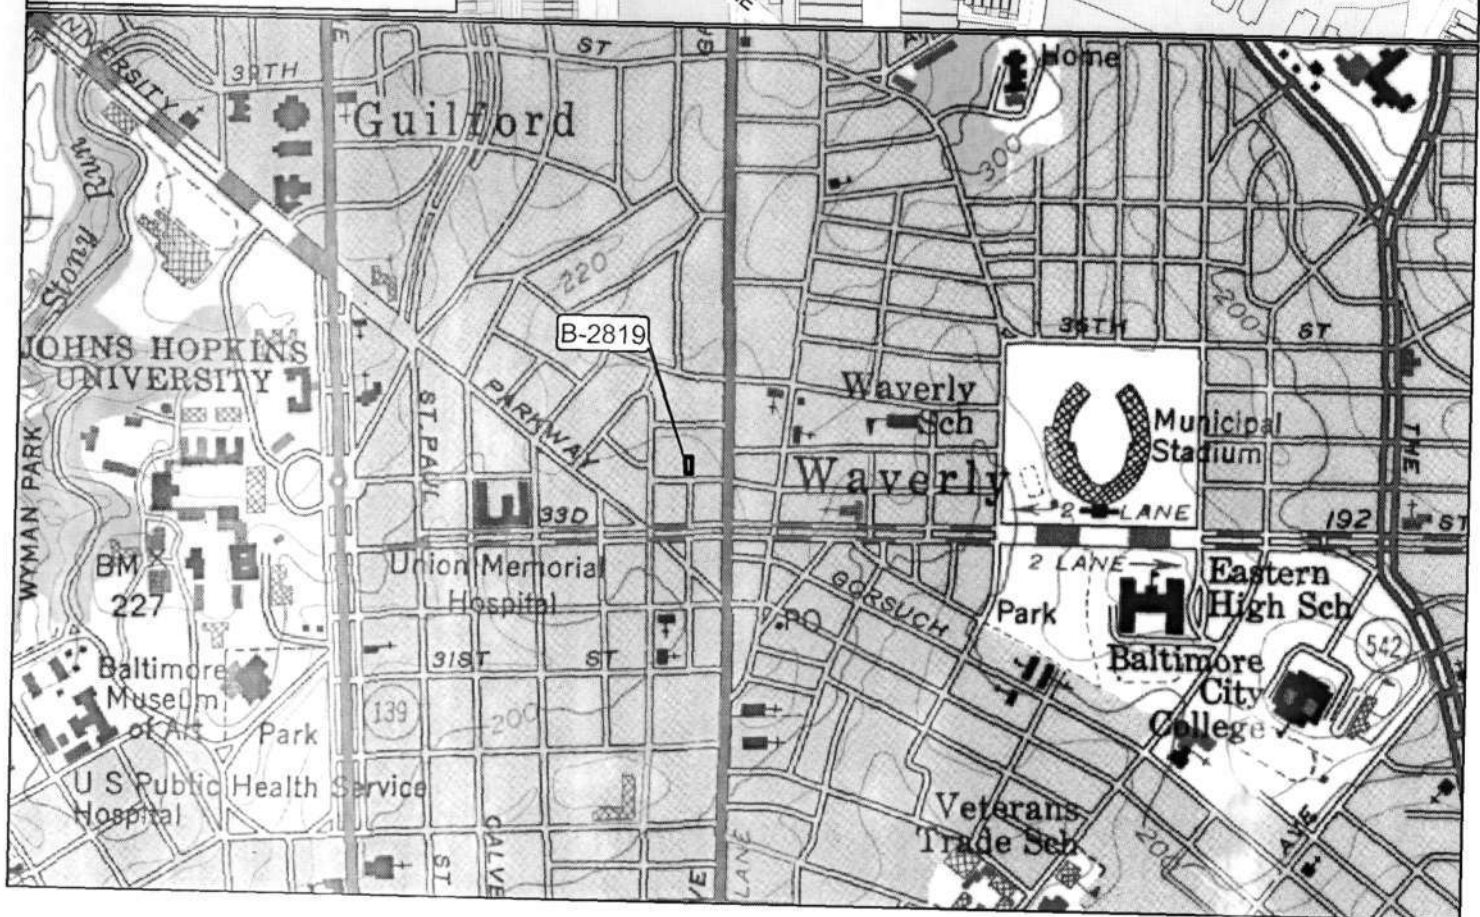 UNIVERSITY
39TH
ST
Home
Guilford
300
Stony Run
220
B-2819
36TH
ST
200
JOHNS HOPKINS
UNIVERSITY
Waverly
Sch
Municipal
Stadium
WYMAN PARK
ST. PAUL
PARKWAY
Waverly
THE
33D
2 LANE
192
ST
2 LANE
BM
227
Union Memorial
Hospital
GORSUCH
Park
Eastern
High Sch
PO
31ST
ST
Baltimore
Museum
of Art
Park
139
200
Baltimore
City
College
542
U S Public Health Service
Hospital
Veterans
Trade Sch
200
AVE
ST
CALVE
VE
LANE